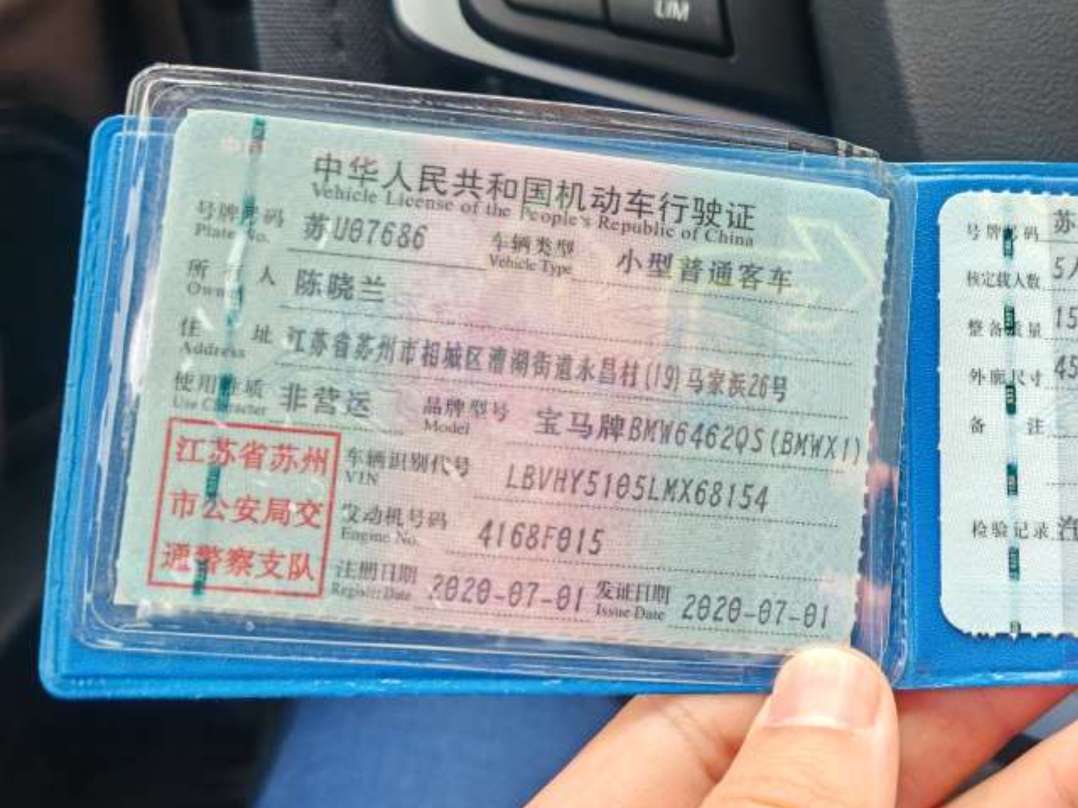 LIM
中华人民共和国机动车行驶证
Vehicle License of the People's Republic of China
号牌号码 苏U07686 车辆类型 小型普通客车
Plate No. Vehicle Type
所有人 陈晓兰
Owner
住址 江苏省苏州市相城区漕湖街道永昌村(19)马家浜26号
Address
使用性质 非营运 品牌型号 宝马牌BMW6462QS(BMWX1)
Use Character Model
江苏省苏州
市公安局交
通警察支队
车辆识别代号 LBVHY5105LMX68154
VIN
发动机号码 4168F015
Engine No.
注册日期 2020-07-01 发证日期 2020-07-01
Register Date Issue Date
号牌号码 苏
核定载人数 5人
整备质量 15
外廓尺寸 45
备注
检验记录 汽